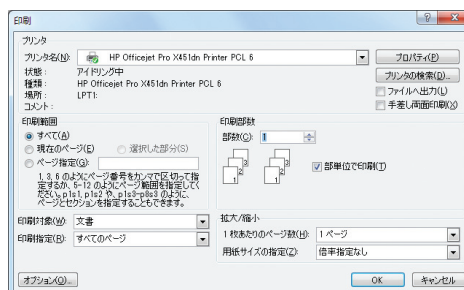 印刷
プリンタ
プリンタ名(N): HP Officejet Pro X451dn Printer PCL 6 プロパティ(P)
状態: アイドリング中 プリンタの検索(D)...
種類: HP Officejet Pro X451dn Printer PCL 6
場所: LPT1: ファイルへ出力(L)
コメント: 手差し両面印刷(X)
印刷範囲
すべて(A)
現在のページ(E) 選択した部分(S)
ページ指定(G):
1,3,6 のようにページ番号をカンマで区切って指
定するか、5-12 のようにページ範囲を指定してく
ださい。p1s1, p1s2 や、p1s3-p8s3 のように、
ページとセクションを指定することもできます。
印刷部数
部数(C): 1
部単位で印刷(T)
1 2 3 1 2 3
印刷対象(W): 文書
印刷指定(R): すべてのページ
拡大/縮小
1 枚あたりのページ数(H): 1 ページ
用紙サイズの指定(Z): 倍率指定なし
オプション(O)... OK キャンセル